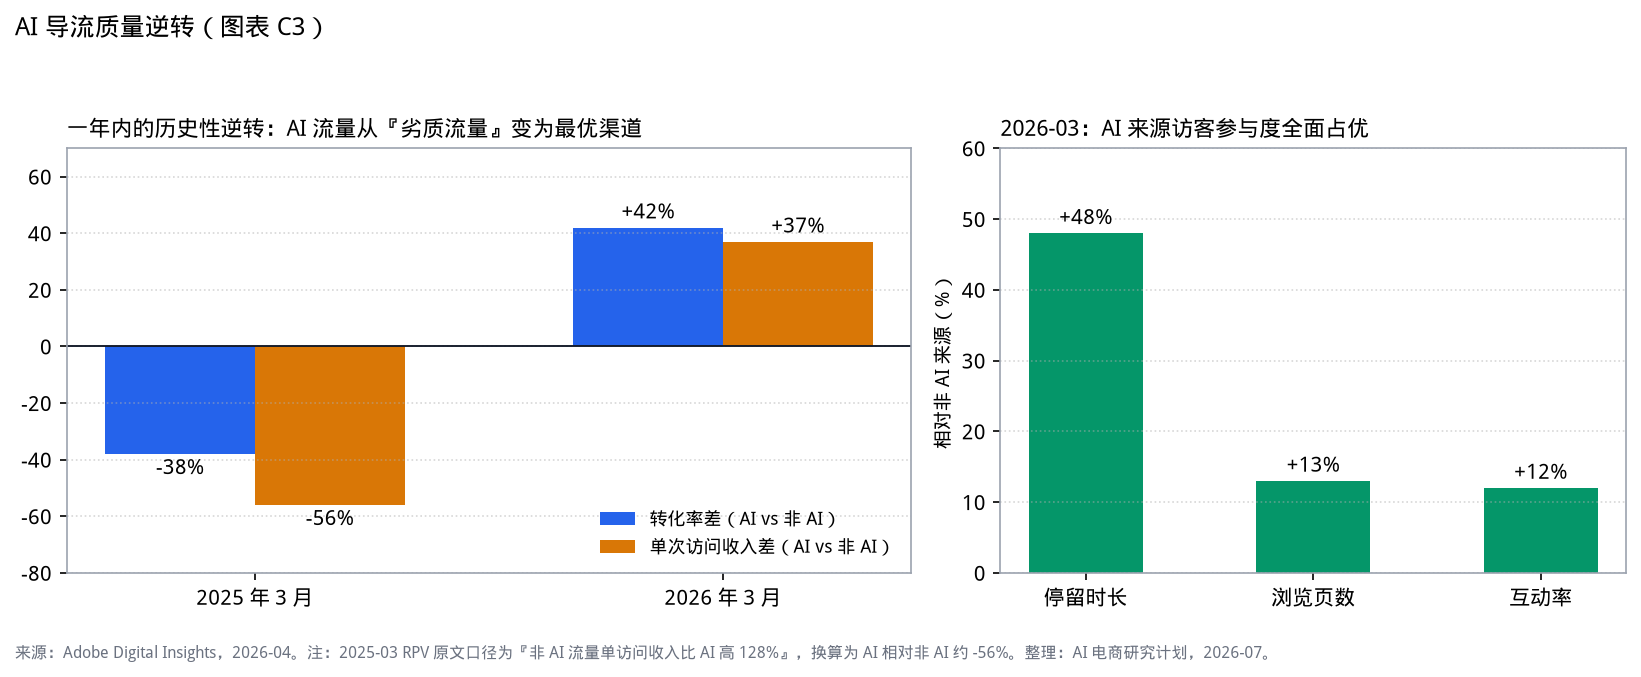 AI 导流质量逆转（图表 C3）
一年内的历史性逆转：AI 流量从『劣质流量』变为最优渠道
60
40
20
0
-20
-40
-60
-80
-38%
-56%
+42%
+37%
转化率差（AI vs 非 AI）
单次访问收入差（AI vs 非 AI）
2025 年 3 月
2026 年 3 月
2026-03：AI 来源访客参与度全面占优
相对非 AI 来源（%）
60
50
40
30
20
10
0
+48%
+13%
+12%
停留时长
浏览页数
互动率
来源：Adobe Digital Insights，2026-04。注：2025-03 RPV 原文口径为『非 AI 流量单访问收入比 AI 高 128%』，换算为 AI 相对非 AI 约 -56%。整理：AI 电商研究计划，2026-07。